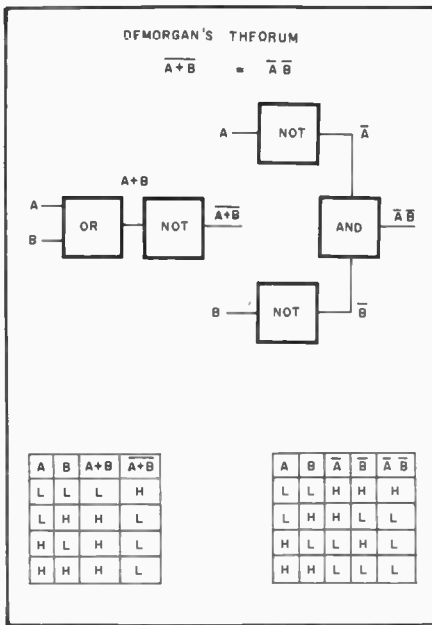 DEMORGAN'S THEORUM
A̅+̅B̅ = A̅ B̅
A NOT A̅
A+B
A OR NOT A̅+̅B̅ AND A̅ B̅
B
B NOT B̅
A B A+B A̅+̅B̅
L L L H
L H H L
H L H L
H H H L
A B A̅ B̅ A̅ B̅
L L H H H
L H H L L
H L L H L
H H L L L